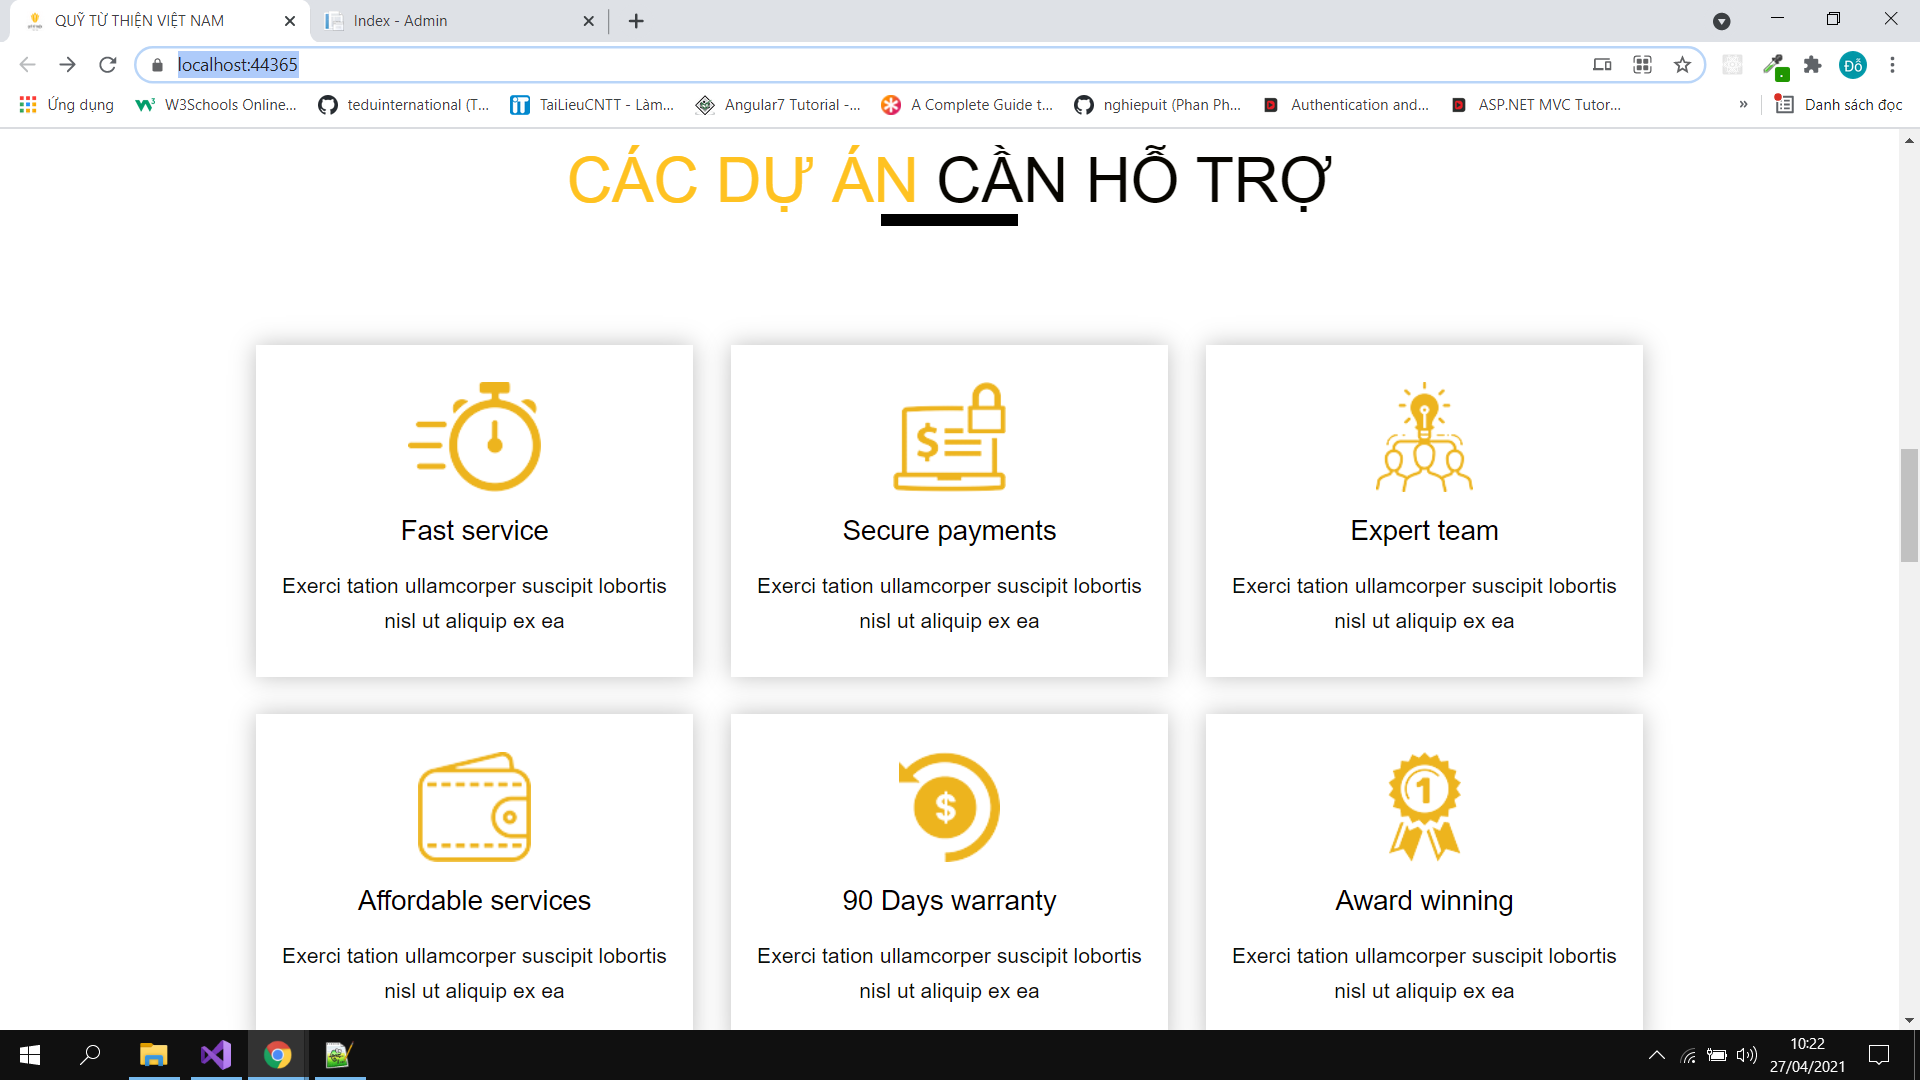 QUỸ TỪ THIỆN VIỆT NAM
Index - Admin
localhost:44365
Đỗ
Ứng dụng
W3Schools Online...
teduinternational (T...
TaiLieuCNTT - Làm...
Angular7 Tutorial -...
A Complete Guide t...
nghiepuit (Phan Ph...
Authentication and...
ASP.NET MVC Tutor...
»
Danh sách đọc
CÁC DỰ ÁN CẦN HỖ TRỢ
Fast service
Exerci tation ullamcorper suscipit lobortis
nisl ut aliquip ex ea
$
Secure payments
Exerci tation ullamcorper suscipit lobortis
nisl ut aliquip ex ea
Expert team
Exerci tation ullamcorper suscipit lobortis
nisl ut aliquip ex ea
Affordable services
Exerci tation ullamcorper suscipit lobortis
nisl ut aliquip ex ea
$
90 Days warranty
Exerci tation ullamcorper suscipit lobortis
nisl ut aliquip ex ea
1
Award winning
Exerci tation ullamcorper suscipit lobortis
nisl ut aliquip ex ea
10:22
27/04/2021